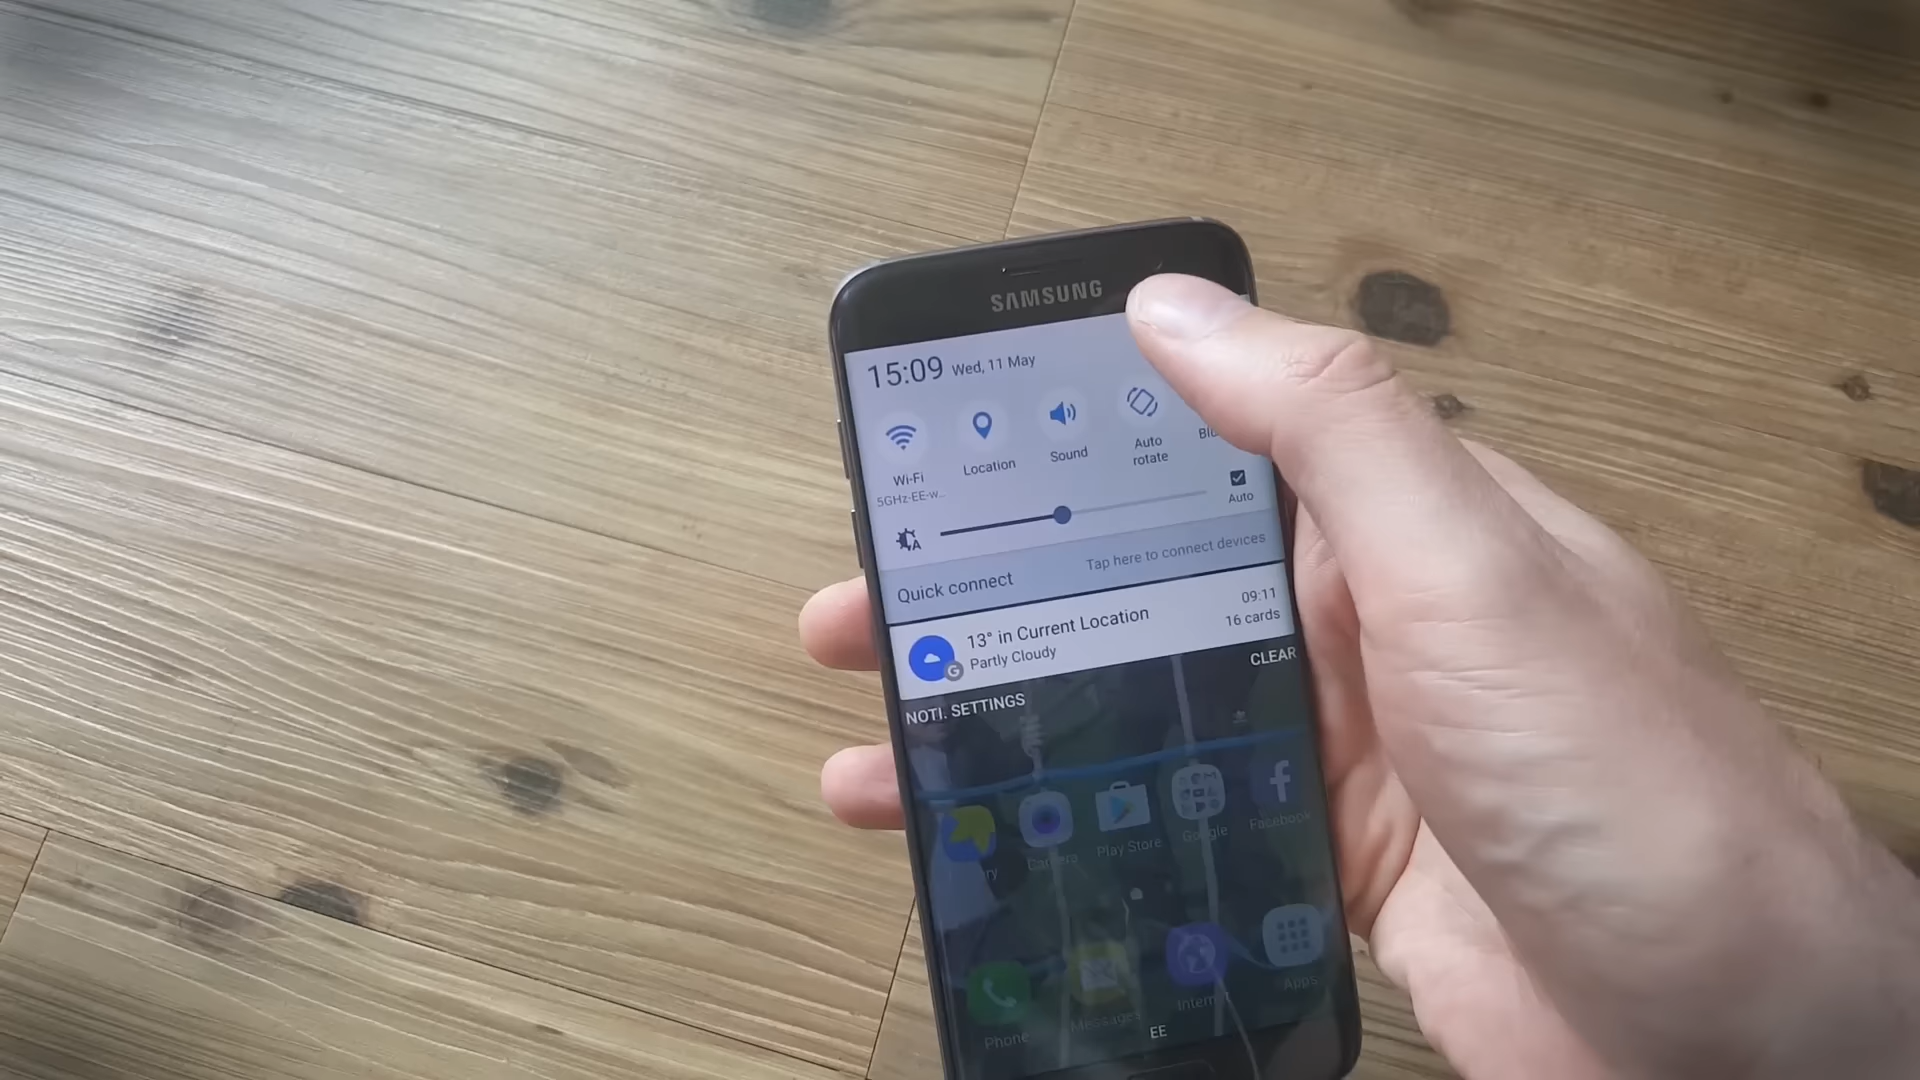 SAMSUNG
15:09 Wed, 11 May
Wi-Fi
5GHz-EE-w...
Location
Sound
Auto
rotate
Auto
Quick connect
Tap here to connect devices
13° in Current Location
Partly Cloudy
09:11
16 cards
CLEAR
NOTI. SETTINGS
Camera
Play Store
Google
Facebook
Phone
Messages
Internet
Apps
EE